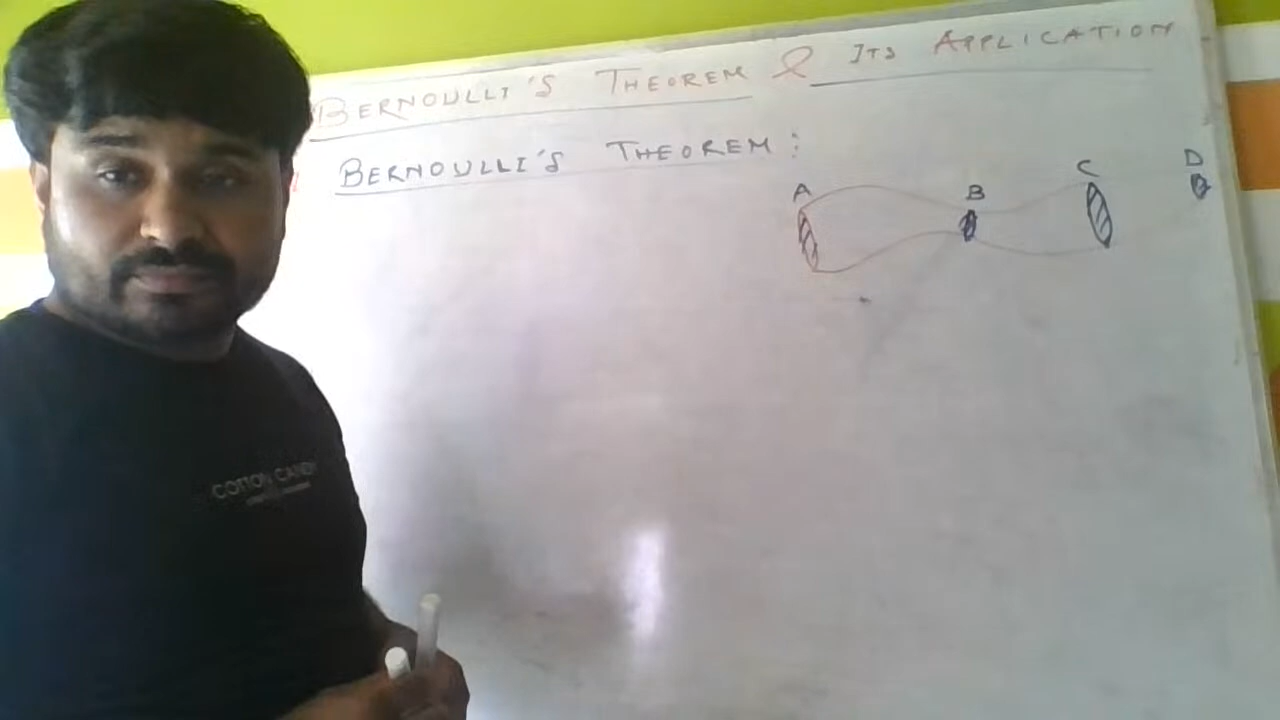 BERNOULLI'S THEOREM & ITS APPLICATION
BERNOULLI'S THEOREM:
A B C D
COTTON CANDY